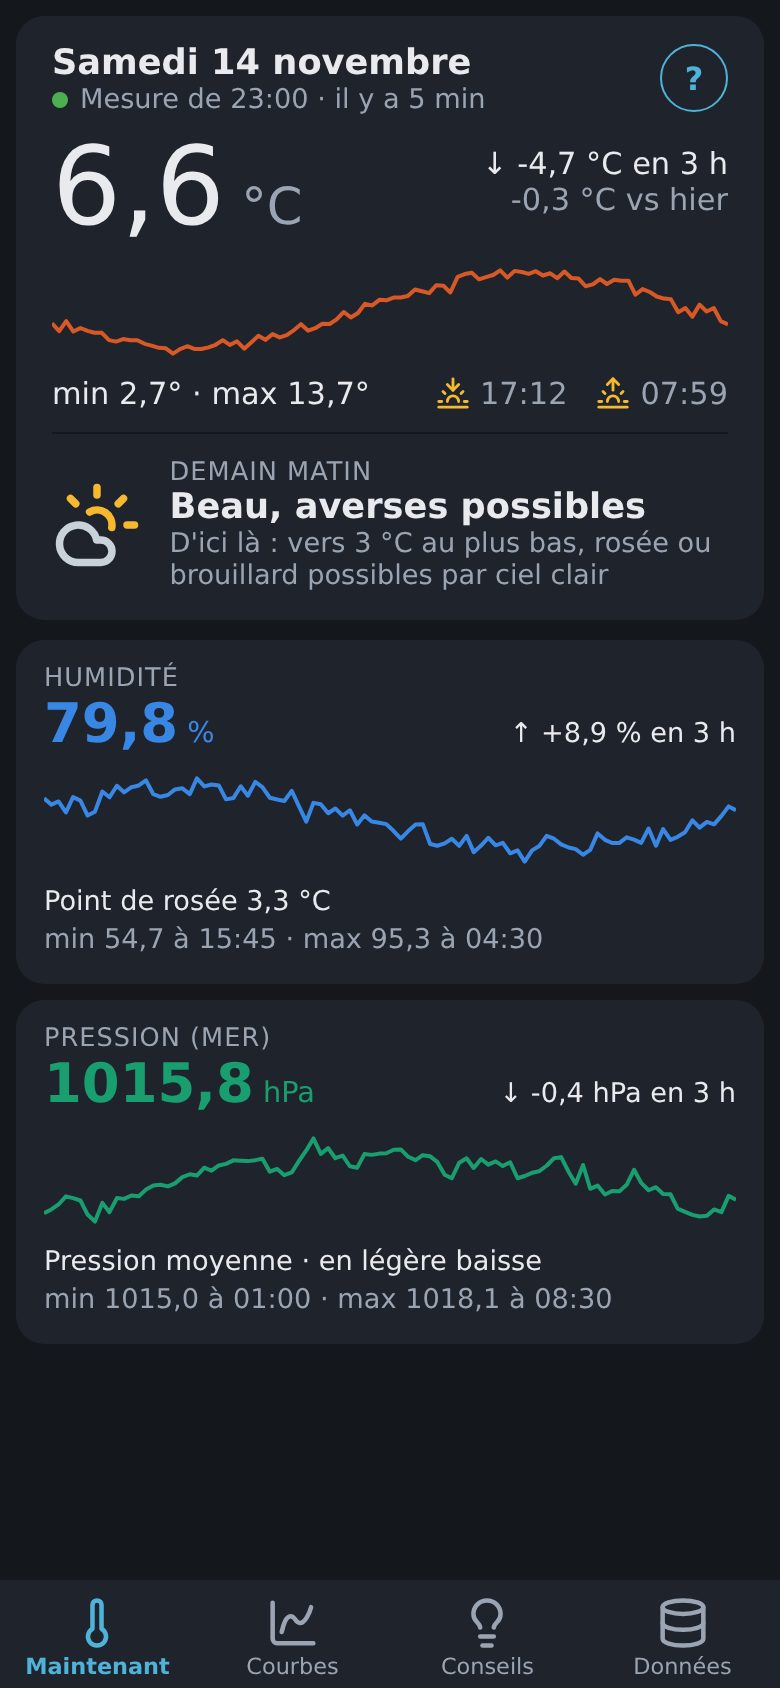 Samedi 14 novembre
?
Mesure de 23:00 · il y a 5 min
6,6 °C
↓ -4,7 °C en 3 h
-0,3 °C vs hier
min 2,7° · max 13,7°
17:12
07:59
DEMAIN MATIN
Beau, averses possibles
D'ici là : vers 3 °C au plus bas, rosée ou
brouillard possibles par ciel clair
HUMIDITÉ
79,8 %
↑ +8,9 % en 3 h
Point de rosée 3,3 °C
min 54,7 à 15:45 · max 95,3 à 04:30
PRESSION (MER)
1015,8 hPa
↓ -0,4 hPa en 3 h
Pression moyenne · en légère baisse
min 1015,0 à 01:00 · max 1018,1 à 08:30
Maintenant
Courbes
Conseils
Données